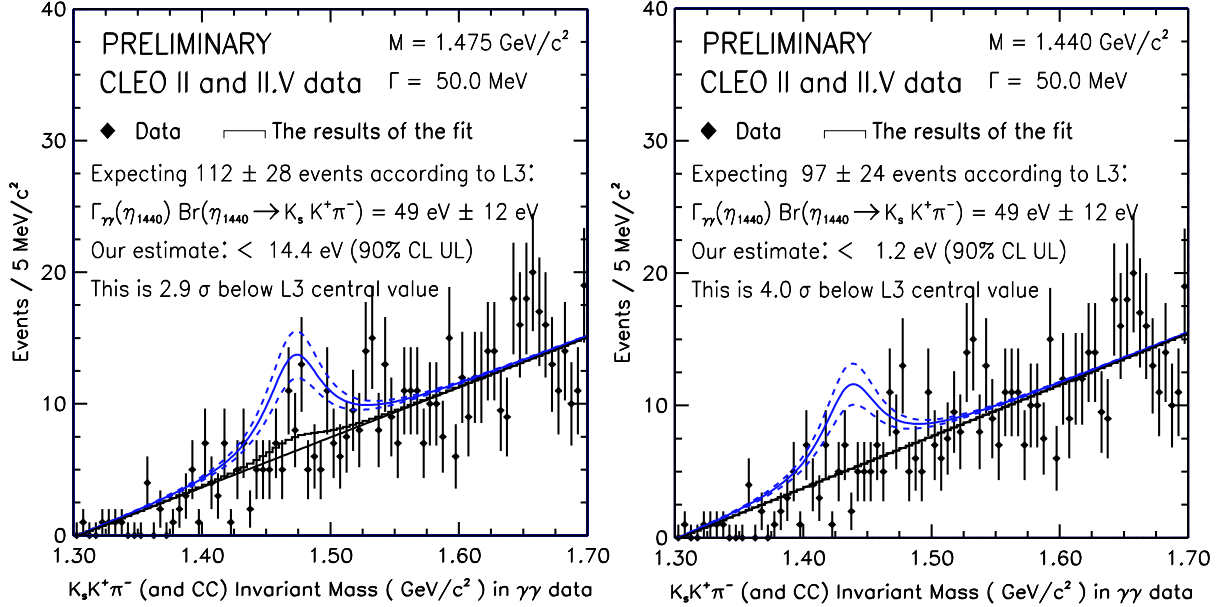 40
30
20
10
0
Events / 5 MeV/c²
PRELIMINARY
M = 1.475 GeV/c²
CLEO II and II.V data
Γ = 50.0 MeV
Data
The results of the fit
Expecting 112 ± 28 events according to L3:
Γγγ(η1440) Br(η1440→Ks K⁺π⁻) = 49 eV ± 12 eV
Our estimate: < 14.4 eV (90% CL UL)
This is 2.9 σ below L3 central value
1.30 1.40 1.50 1.60 1.70
KsK⁺π⁻ (and CC) Invariant Mass ( GeV/c²) in γγ data
40
30
20
10
0
Events / 5 MeV/c²
PRELIMINARY
M = 1.440 GeV/c²
CLEO II and II.V data
Γ = 50.0 MeV
Data
The results of the fit
Expecting 97 ± 24 events according to L3:
Γγγ(η1440) Br(η1440→Ks K⁺π⁻) = 49 eV ± 12 eV
Our estimate: < 1.2 eV (90% CL UL)
This is 4.0 σ below L3 central value
1.30 1.40 1.50 1.60 1.70
KsK⁺π⁻ (and CC) Invariant Mass ( GeV/c²) in γγ data